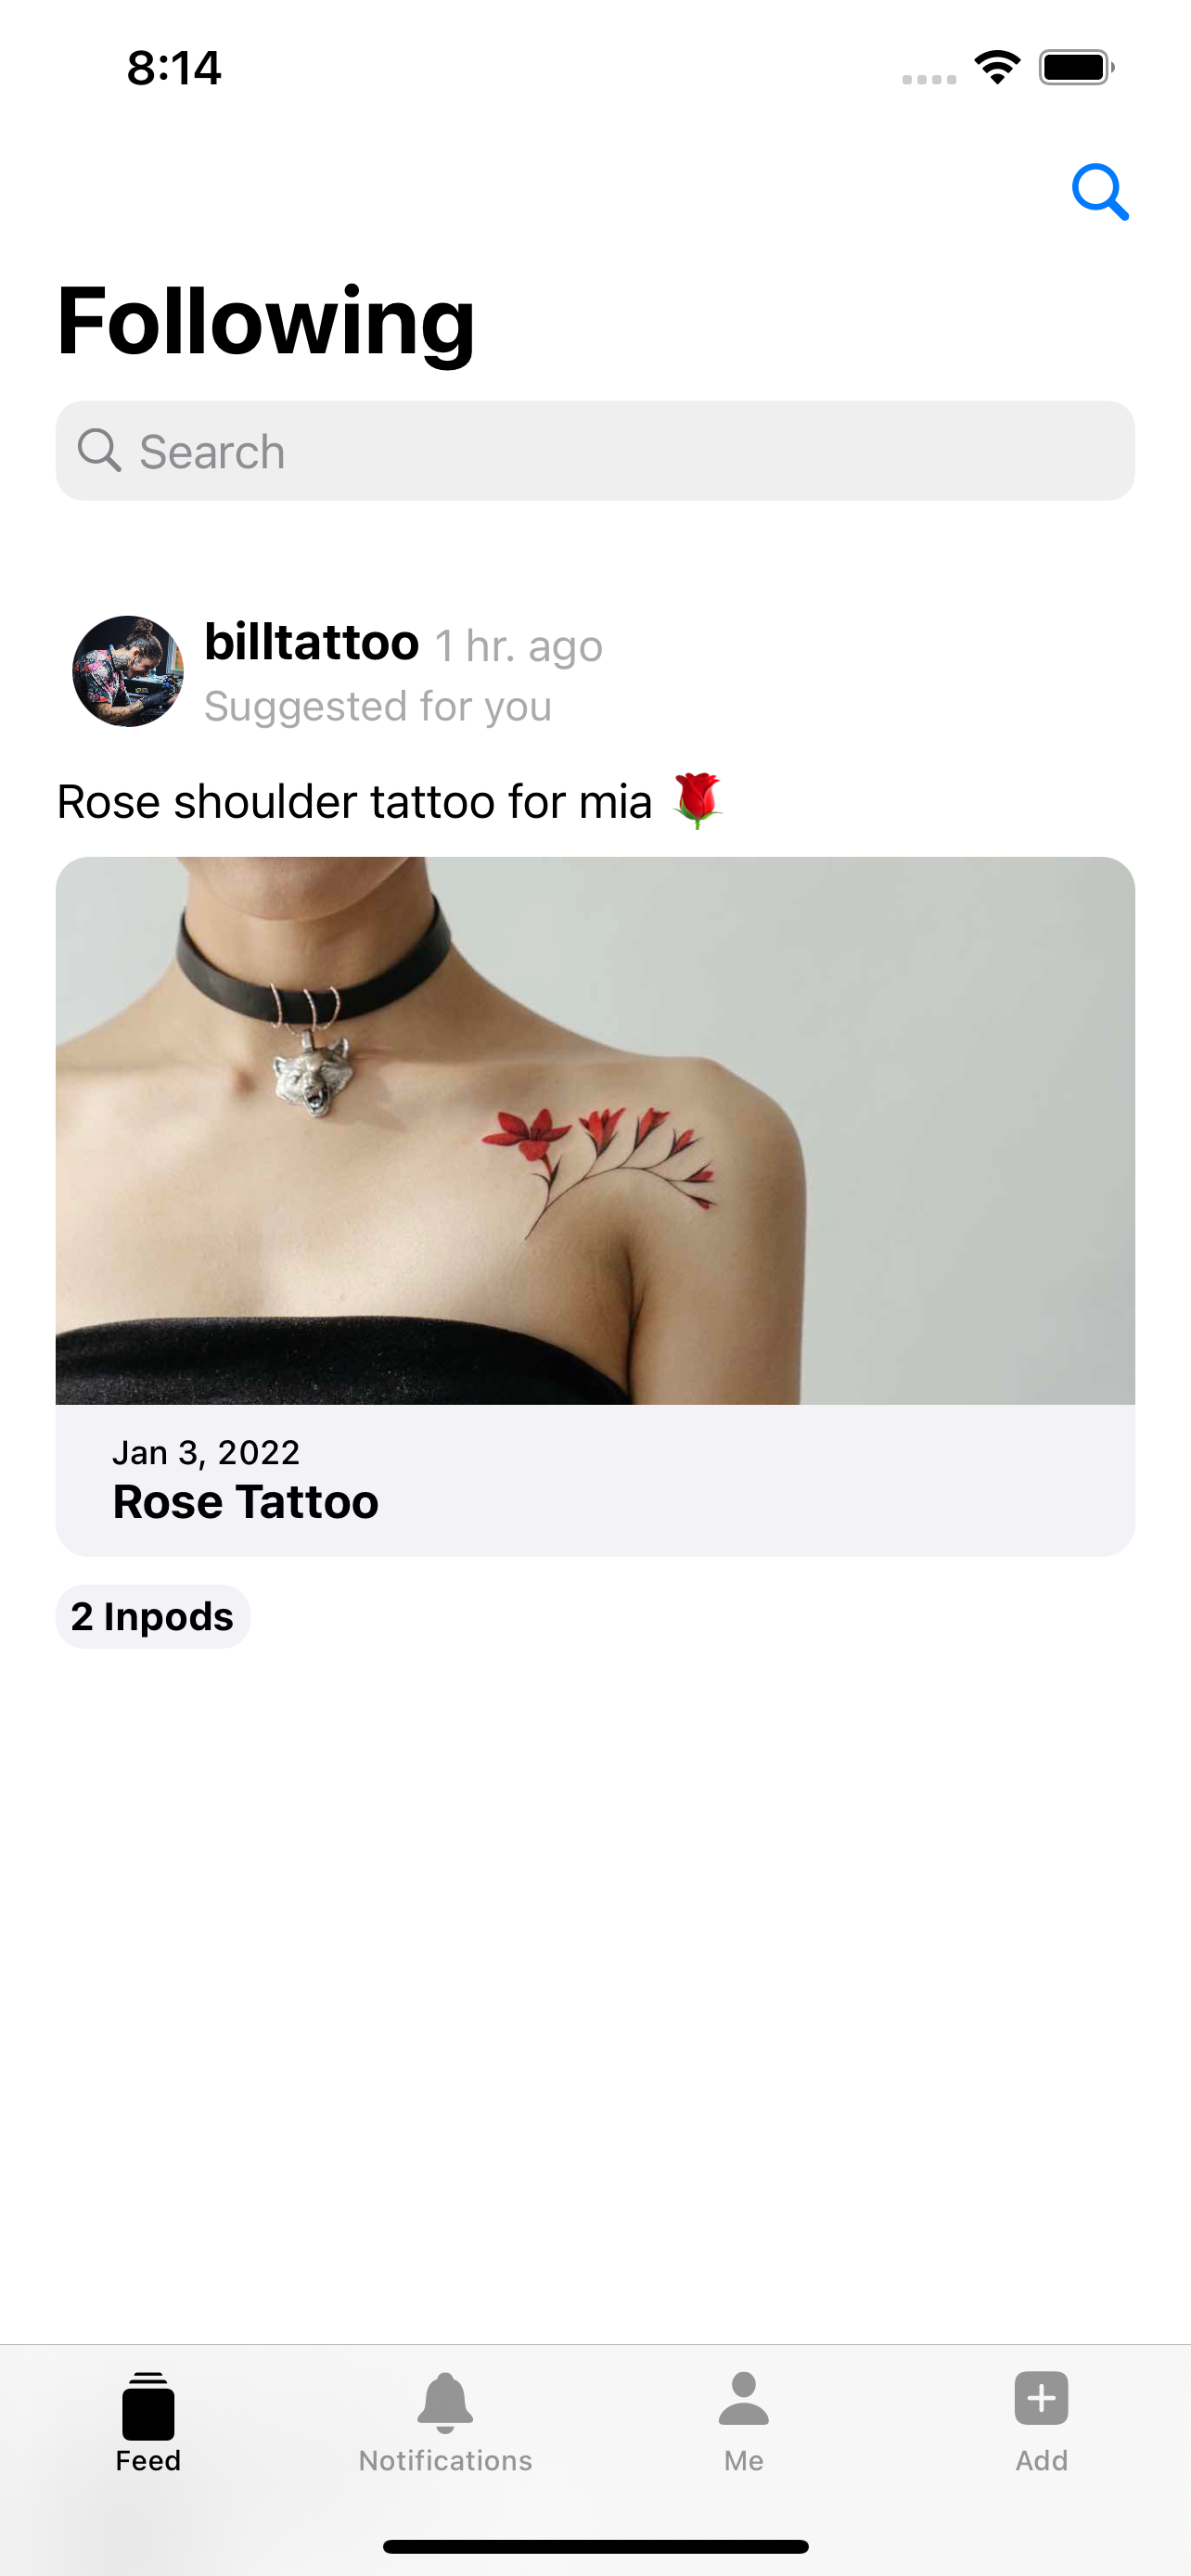 8:14
Following
Search
billtattoo 1 hr. ago
Suggested for you
Rose shoulder tattoo for mia 🌹
Jan 3, 2022
Rose Tattoo
2 Inpods
Feed Notifications Me Add